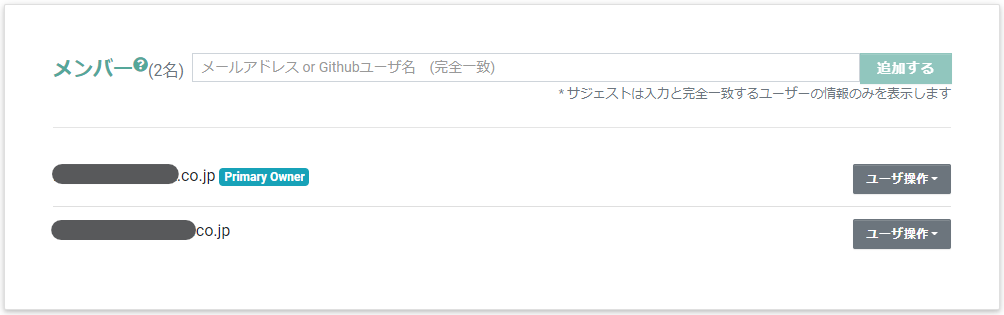 メンバー?(2名) メールアドレス or Githubユーザ名 (完全一致) 追加する
* サジェストは入力と完全一致するユーザーの情報のみを表示します
.co.jp Primary Owner ユーザ操作
co.jp ユーザ操作